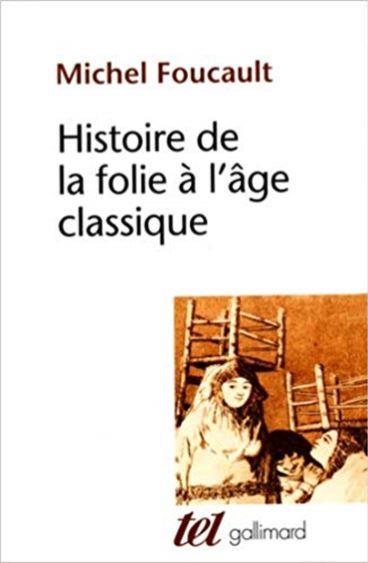 Michel Foucault
Histoire de
la folie à l'âge
classique
tel gallimard